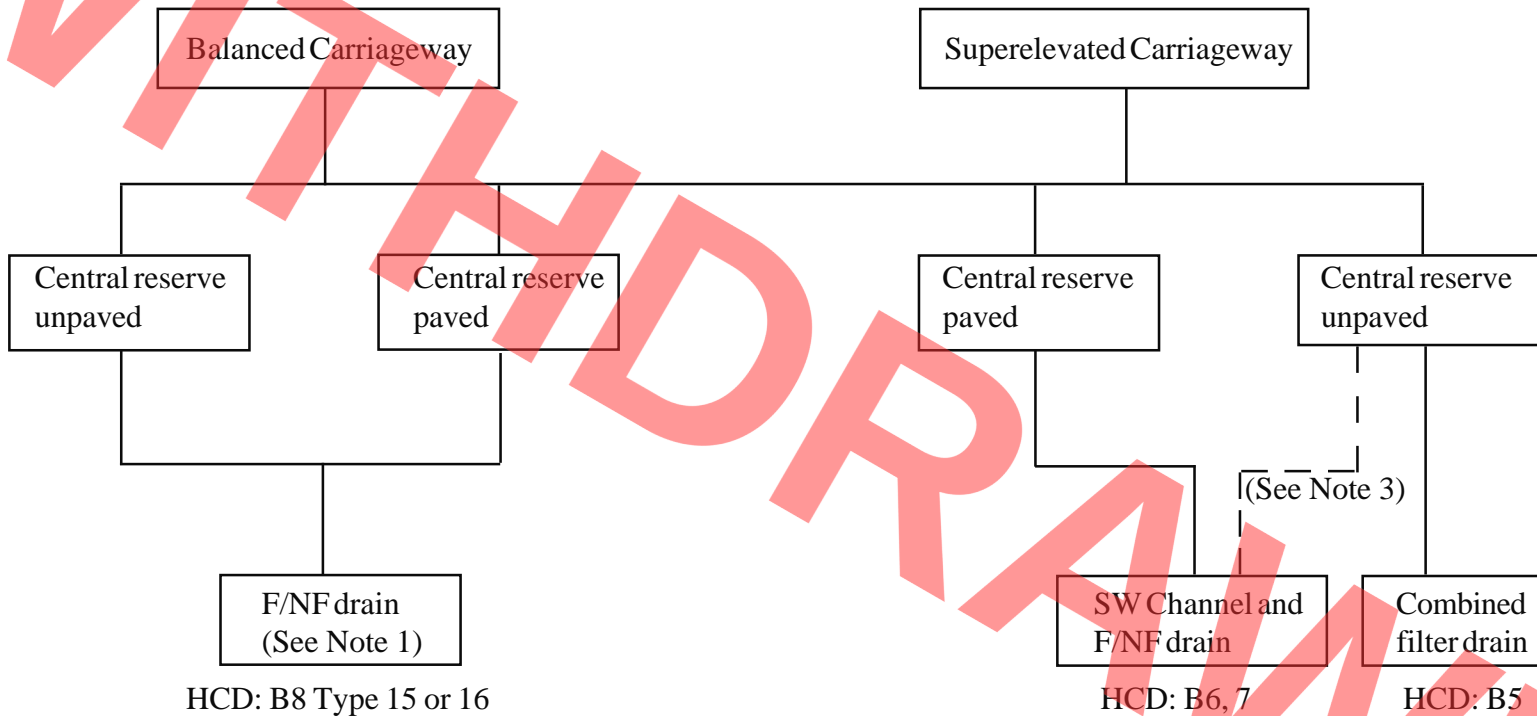 Balanced Carriageway
Superelevated Carriageway
Central reserve
unpaved
Central reserve
paved
Central reserve
paved
Central reserve
unpaved
(See Note 3)
F/NF drain
(See Note 1)
SW Channel and
F/NF drain
Combined
filter drain
HCD: B8 Type 15 or 16
HCD: B6, 7
HCD: B5
WITHDRAWN